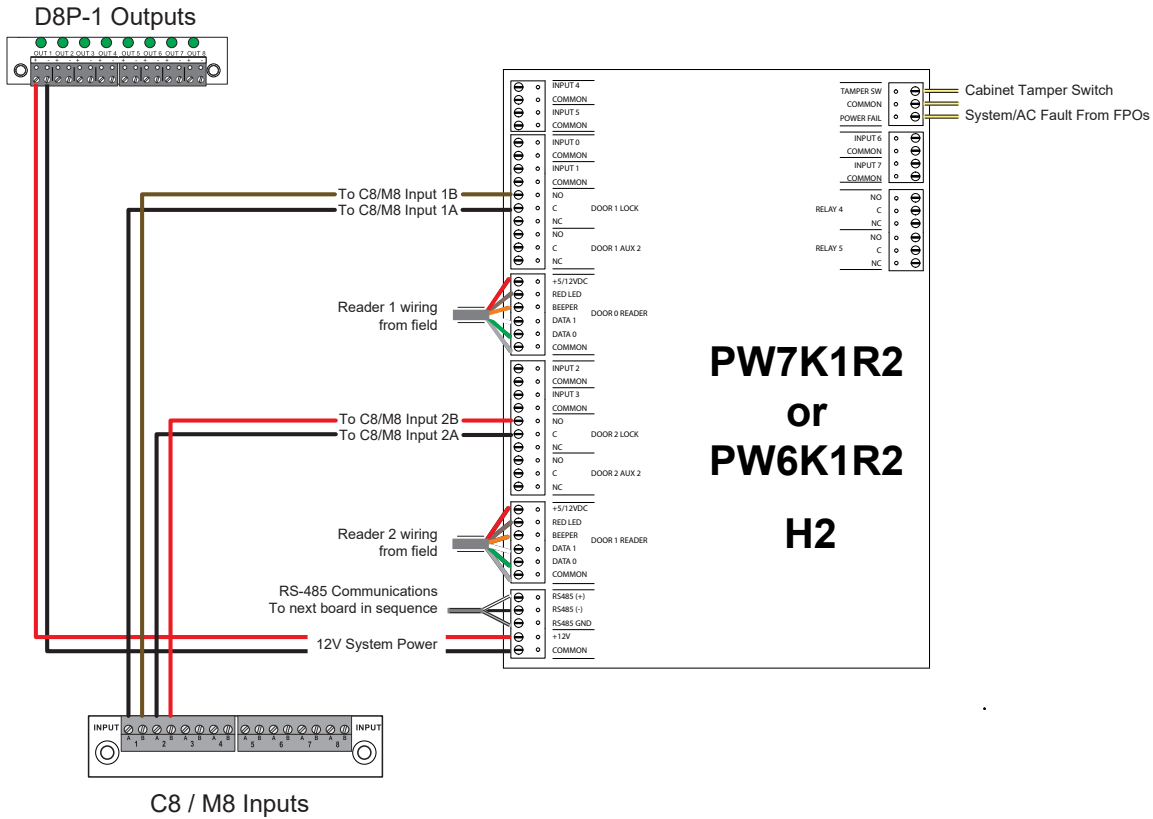 D8P-1 Outputs
OUT 1 OUT 2 OUT 3 OUT 4 OUT 5 OUT 6 OUT 7 OUT 8
+ - + - + - + - + - + - + - + -
INPUT 4
COMMON
INPUT 5
COMMON
INPUT 0
COMMON
INPUT 1
COMMON
To C8/M8 Input 1B
NO
To C8/M8 Input 1A
C
DOOR 1 LOCK
NC
NO
C
DOOR 1 AUX 2
NC
Reader 1 wiring
from field
+5/12VDC
RED LED
BEEPER
DOOR 0 READER
DATA 1
DATA 0
COMMON
INPUT 2
COMMON
INPUT 3
COMMON
To C8/M8 Input 2B
NO
To C8/M8 Input 2A
C
DOOR 2 LOCK
NC
NO
C
DOOR 2 AUX 2
NC
Reader 2 wiring
from field
+5/12VDC
RED LED
BEEPER
DOOR 1 READER
DATA 1
DATA 0
COMMON
RS-485 Communications
To next board in sequence
RS485 (+)
RS485 (-)
RS485 GND
12V System Power
+12V
COMMON
TAMPER SW
Cabinet Tamper Switch
COMMON
POWER FAIL
System/AC Fault From FPOs
INPUT 6
COMMON
INPUT 7
COMMON
NO
RELAY 4
C
NC
NO
RELAY 5
C
NC
PW7K1R2
or
PW6K1R2
H2
INPUT
A B A B A B A B A B A B A B A B
1 2 3 4 5 6 7 8
INPUT
C8 / M8 Inputs